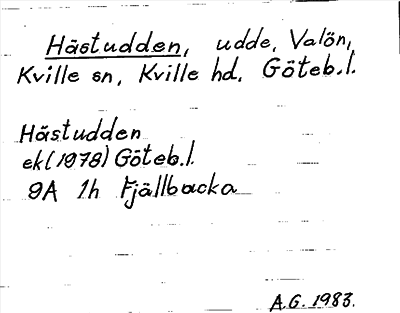 Hästudden, udde, Valön,
Kville sn, Kville hd, Göteb.l.
Hästudden
ek(1978) Göteb.l.
9A 1h Fjällbacka
A.G. 1983.